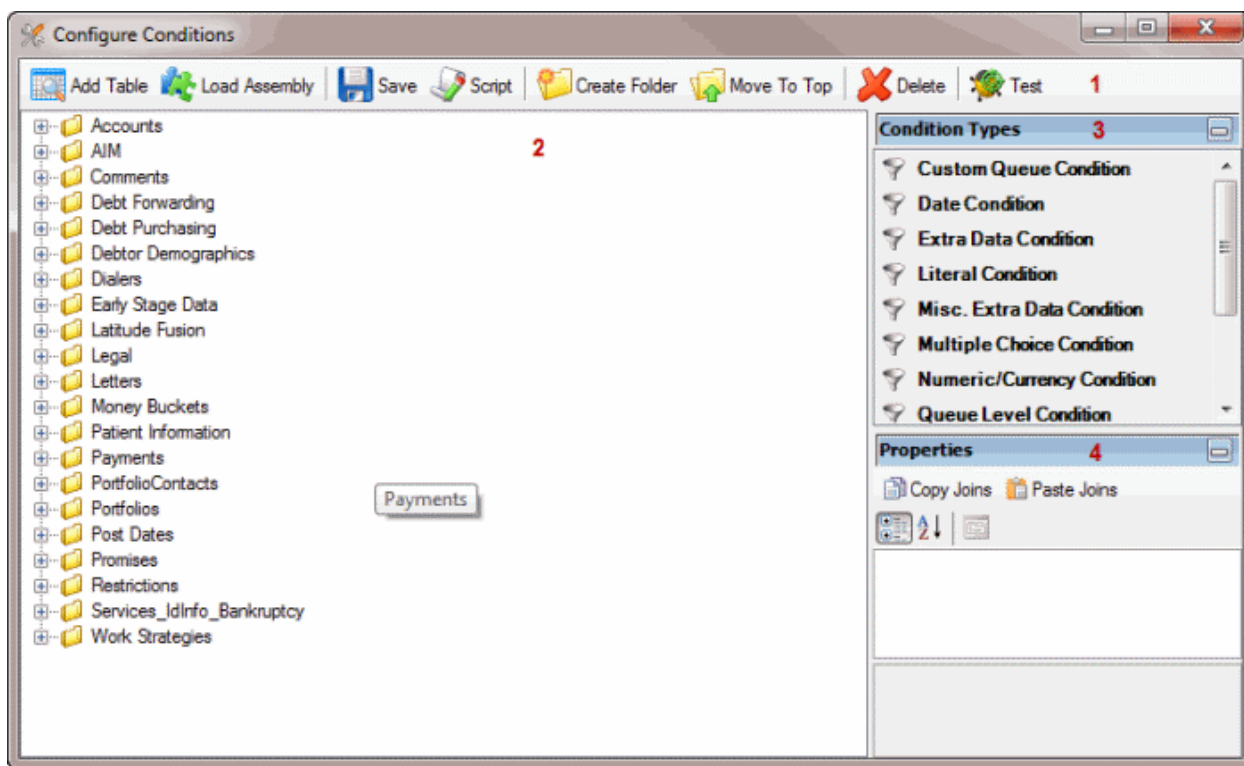 Configure Conditions
Add Table Load Assembly Save Script Create Folder Move To Top Delete Test 1
Accounts
AIM
Comments
Debt Forwarding
Debt Purchasing
Debtor Demographics
Dialers
Early Stage Data
Latitude Fusion
Legal
Letters
Money Buckets
Patient Information
Payments
PortfolioContacts
Portfolios
Post Dates
Promises
Restrictions
Services_IdInfo_Bankruptcy
Work Strategies
2
Payments
Condition Types 3
Custom Queue Condition
Date Condition
Extra Data Condition
Literal Condition
Misc. Extra Data Condition
Multiple Choice Condition
Numeric/Currency Condition
Queue Level Condition
Properties 4
Copy Joins Paste Joins